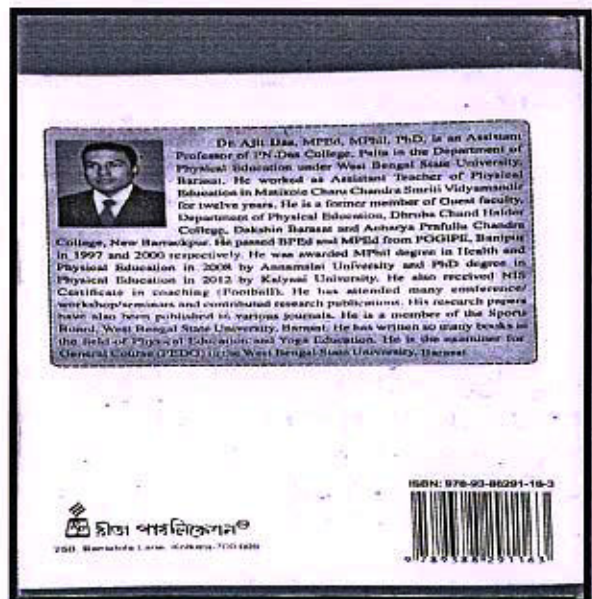 Dr. Ajit Das, MPEd, MPhil, PhD, is an Assistant
Professor of PN Das College, Palta in the Department of
Physical Education under West Bengal State University,
Barasat. He worked as Assistant Teacher of Physical
Education in Matikole Charu Chandra Smriti Vidyamandir
for twelve years. He is a former member of Guest faculty,
Department of Physical Education, Dhruba Chand Halder
College, Dakshin Barasat and Acharya Prafulla Chandra
College, New Barrackpur. He passed BPEd and MPEd from PGGIPE, Banipur
in 1997 and 2000 respectively. He was awarded MPhil degree in Health and
Physical Education in 2008 by Annamalai University and PhD degree in
Physical Education in 2012 by Kalyani University. He also received NIS
Certificate in coaching (Football). He has attended many conference/
workshop/seminars and contributed research publications. His research papers
have also been published in various journals. He is a member of the Sports
Board, West Bengal State University, Barasat. He has written so many books in
the field of Physical Education and Yoga Education. He is the examiner for
General Course (PEDG) in the West Bengal State University, Barasat.
ISBN: 978-93-86291-16-3
রীতা পাবলিকেশন
Lane, Kolkata-700